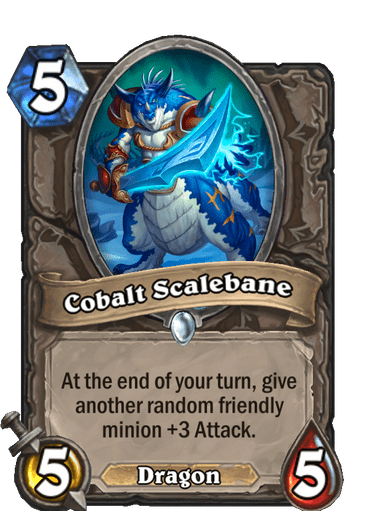 5
Cobalt Scalebane
At the end of your turn, give
another random friendly
minion +3 Attack.
5
Dragon
5